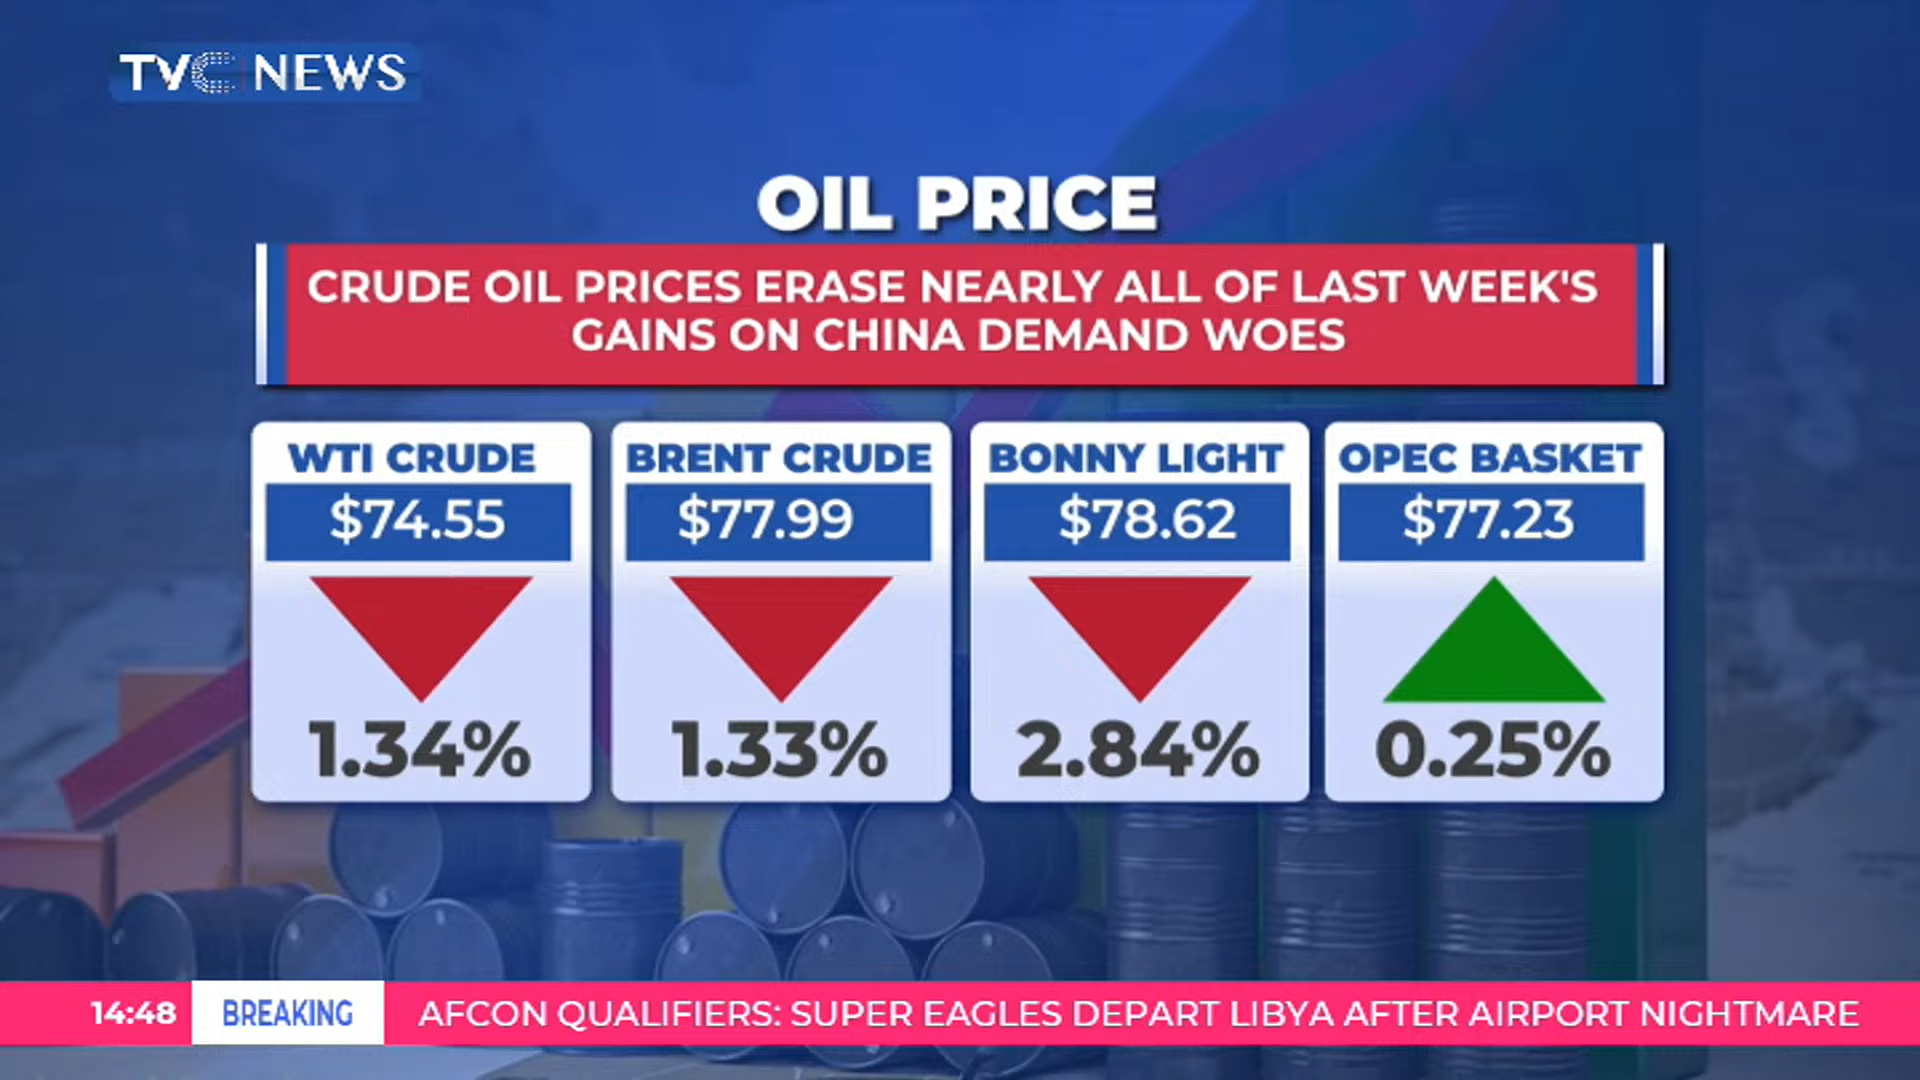 TVC NEWS
OIL PRICE
CRUDE OIL PRICES ERASE NEARLY ALL OF LAST WEEK'S
GAINS ON CHINA DEMAND WOES
WTI CRUDE
$74.55
1.34%
BRENT CRUDE
$77.99
1.33%
BONNY LIGHT
$78.62
2.84%
OPEC BASKET
$77.23
0.25%
14:48 BREAKING AFCON QUALIFIERS: SUPER EAGLES DEPART LIBYA AFTER AIRPORT NIGHTMARE